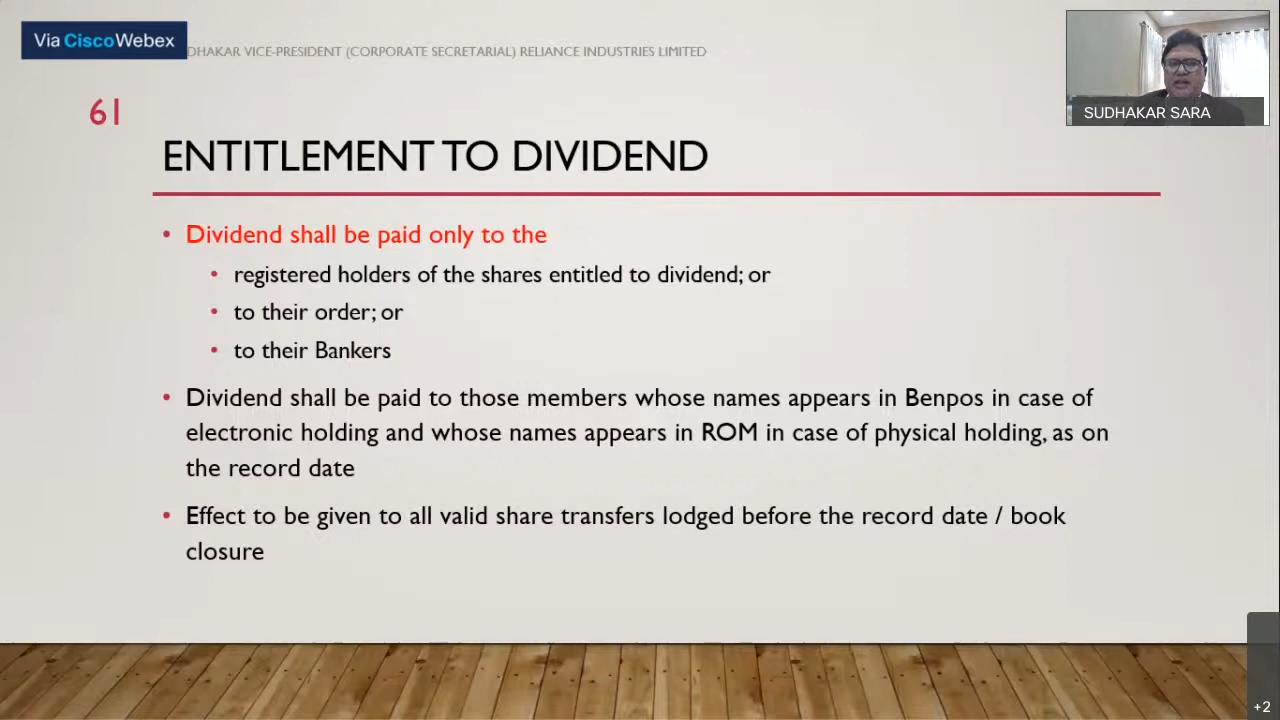 Via CiscoWebex
DHAKAR VICE-PRESIDENT (CORPORATE SECRETARIAL) RELIANCE INDUSTRIES LIMITED
SUDHAKAR SARA
61
ENTITLEMENT TO DIVIDEND
• Dividend shall be paid only to the
• registered holders of the shares entitled to dividend; or
• to their order; or
• to their Bankers
• Dividend shall be paid to those members whose names appears in Benpos in case of
electronic holding and whose names appears in ROM in case of physical holding, as on
the record date
• Effect to be given to all valid share transfers lodged before the record date / book
closure
+2